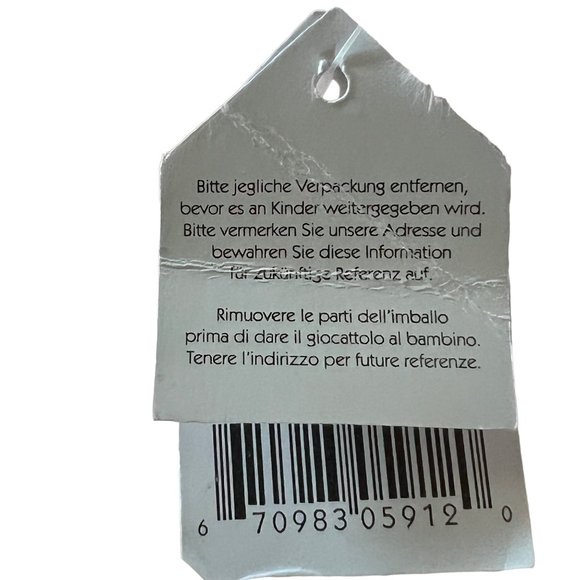 Bitte jegliche Verpackung entfernen,
bevor es an Kinder weitergegeben wird.
Bitte vermerken Sie unsere Adresse und
bewahren Sie diese Information
für zukünftige Referenz auf.
Rimuovere le parti dell'imballo
prima di dare il giocattolo al bambino.
Tenere l'indirizzo per future referenze.
6 70983 05912 0